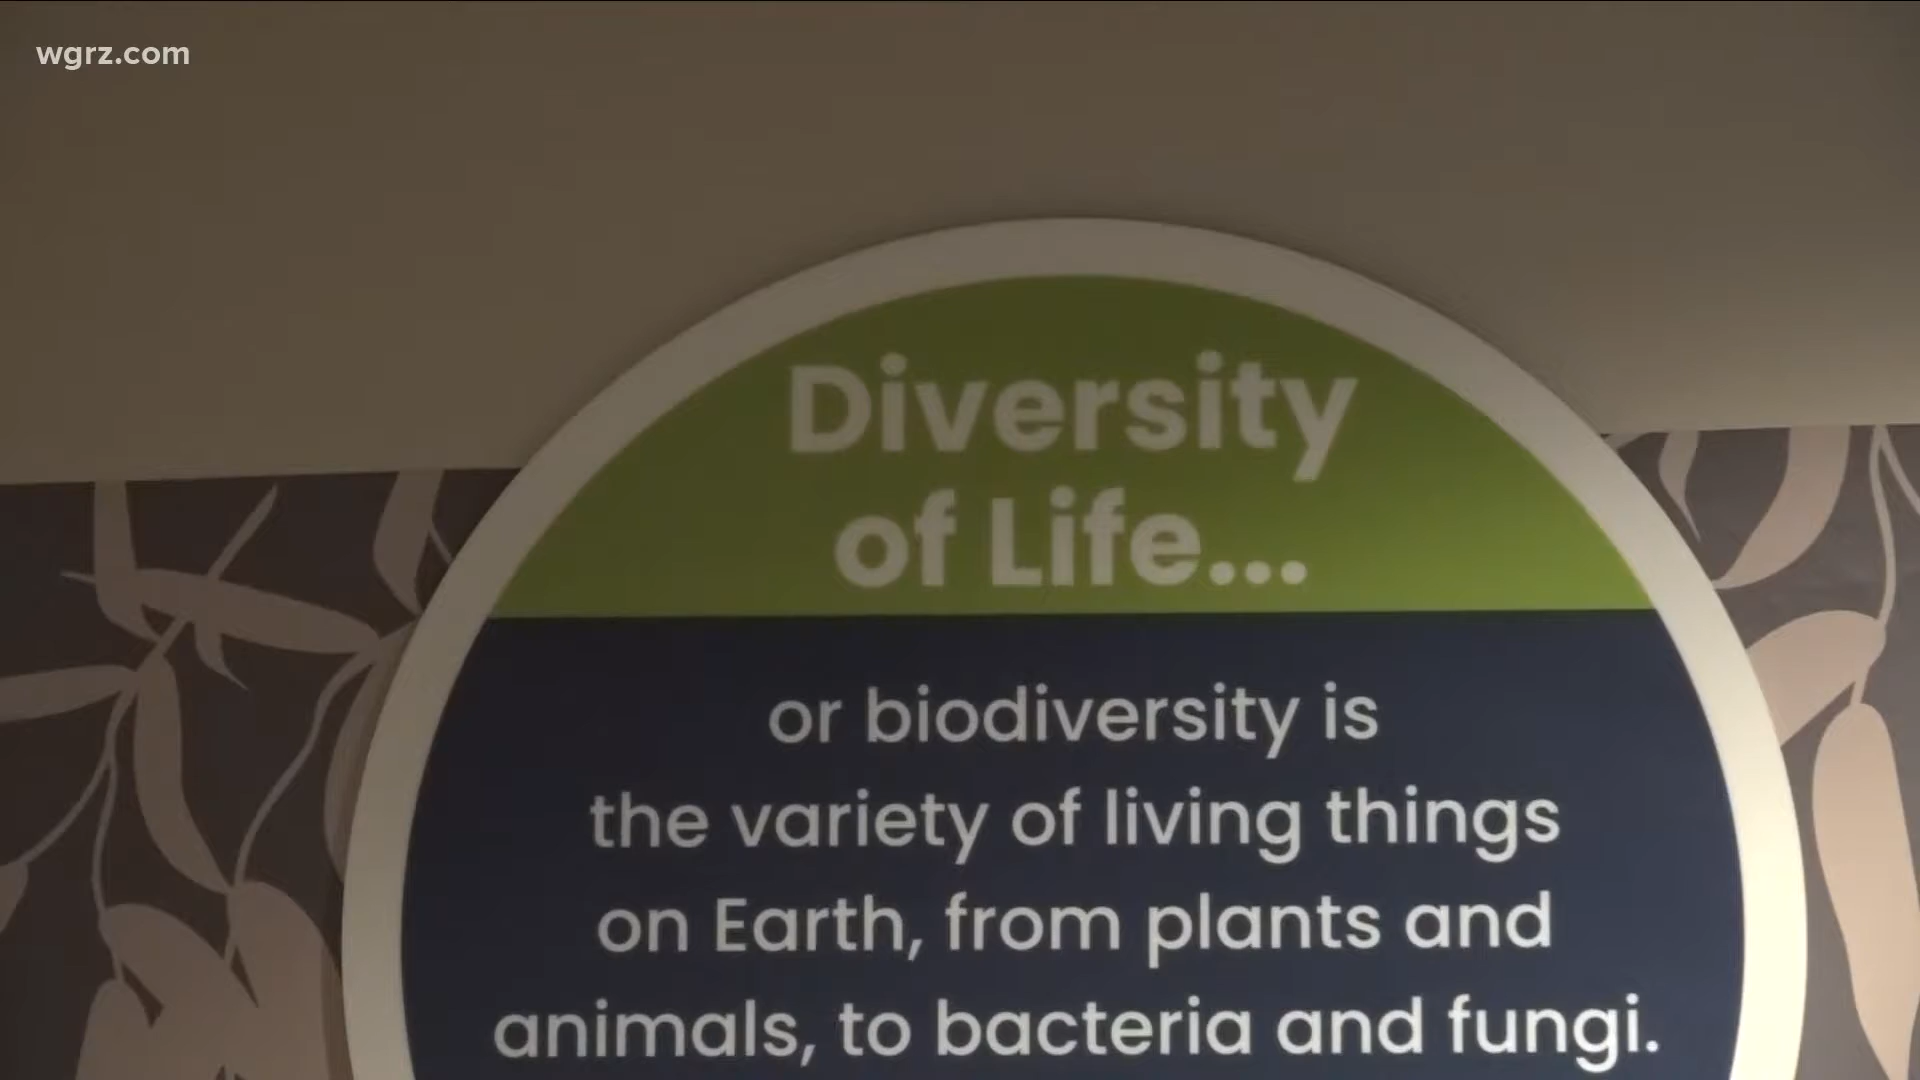 wgrz.com
Diversity
of Life...
or biodiversity is
the variety of living things
on Earth, from plants and
animals, to bacteria and fungi.